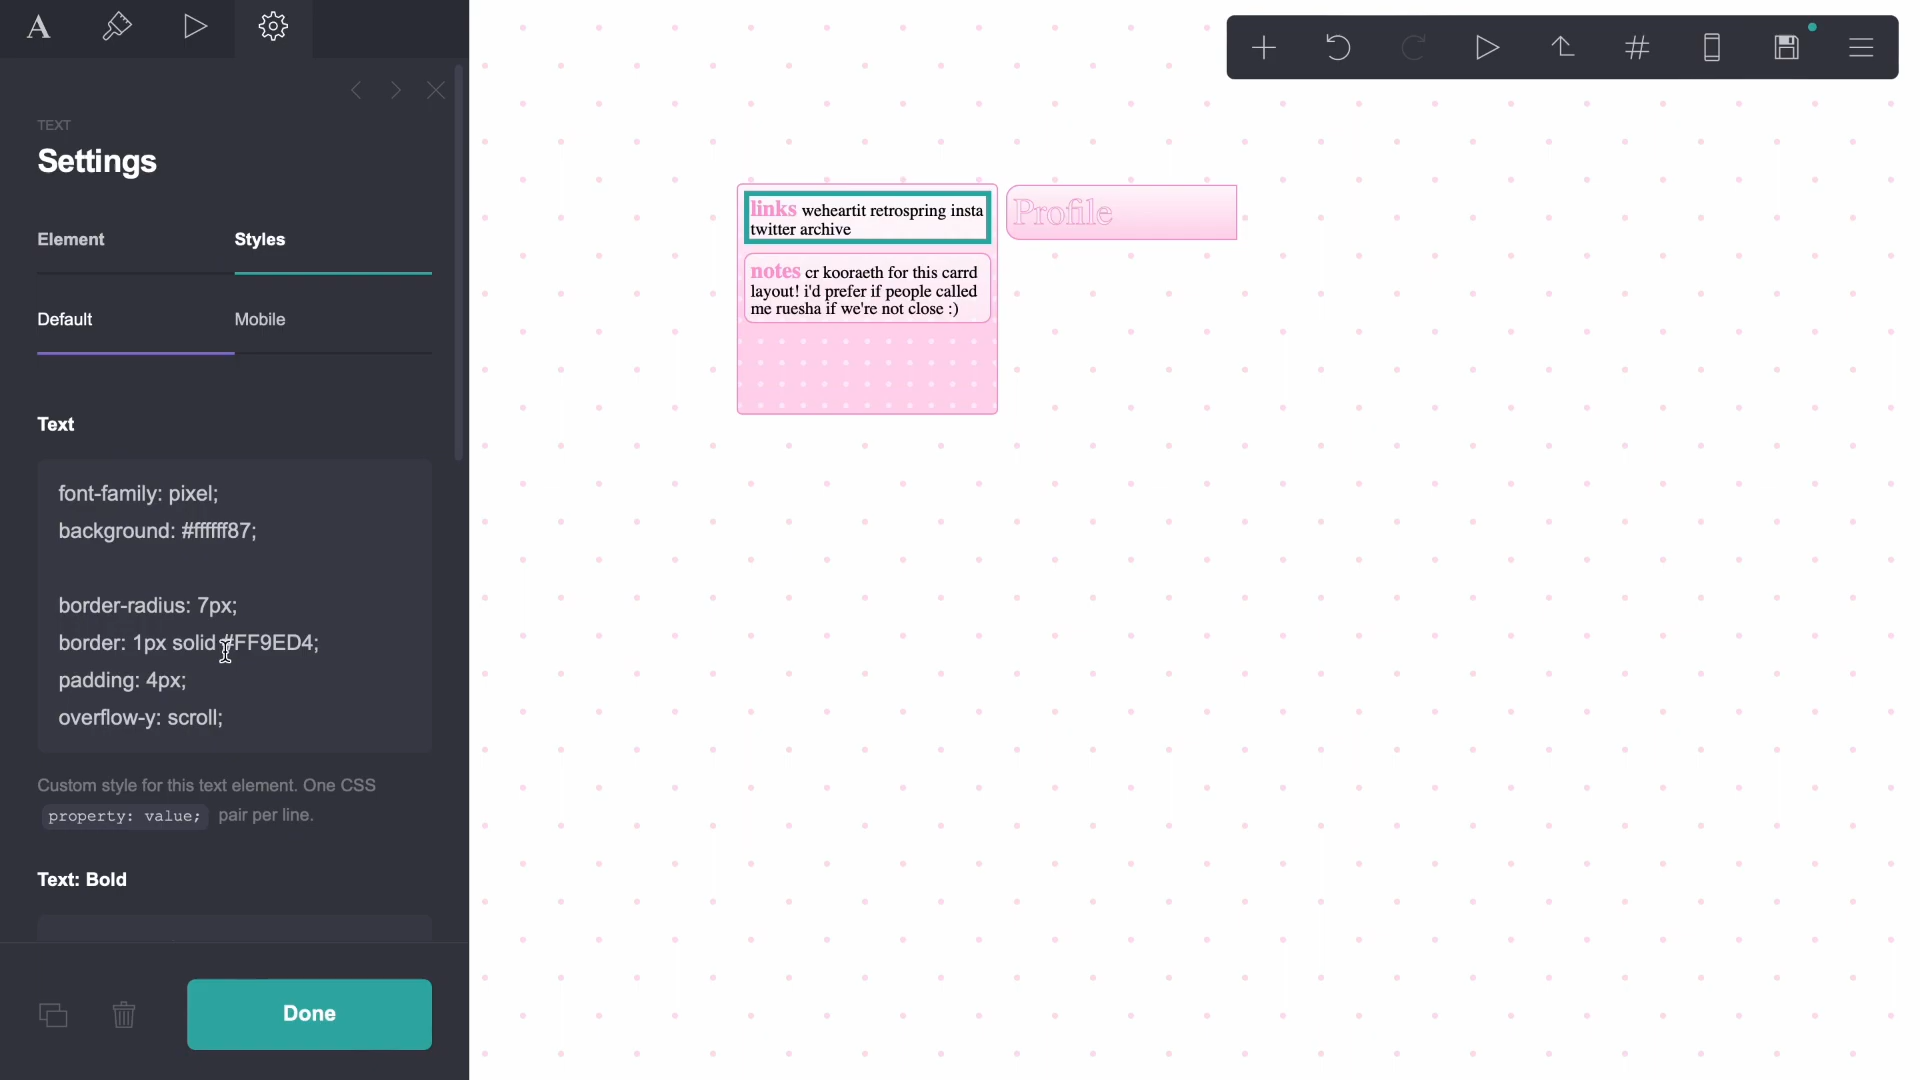 A
TEXT
Settings
Element Styles
Default Mobile
Text
font-family: pixel;
background: #ffffff87;
border-radius: 7px;
border: 1px solid #FF9ED4;
padding: 4px;
overflow-y: scroll;
Custom style for this text element. One CSS
property: value; pair per line.
Text: Bold
Done
links weheartit retrospring insta
twitter archive
notes cr kooraeth for this carrd
layout! i'd prefer if people called
me ruesha if we're not close :)
Profile
#